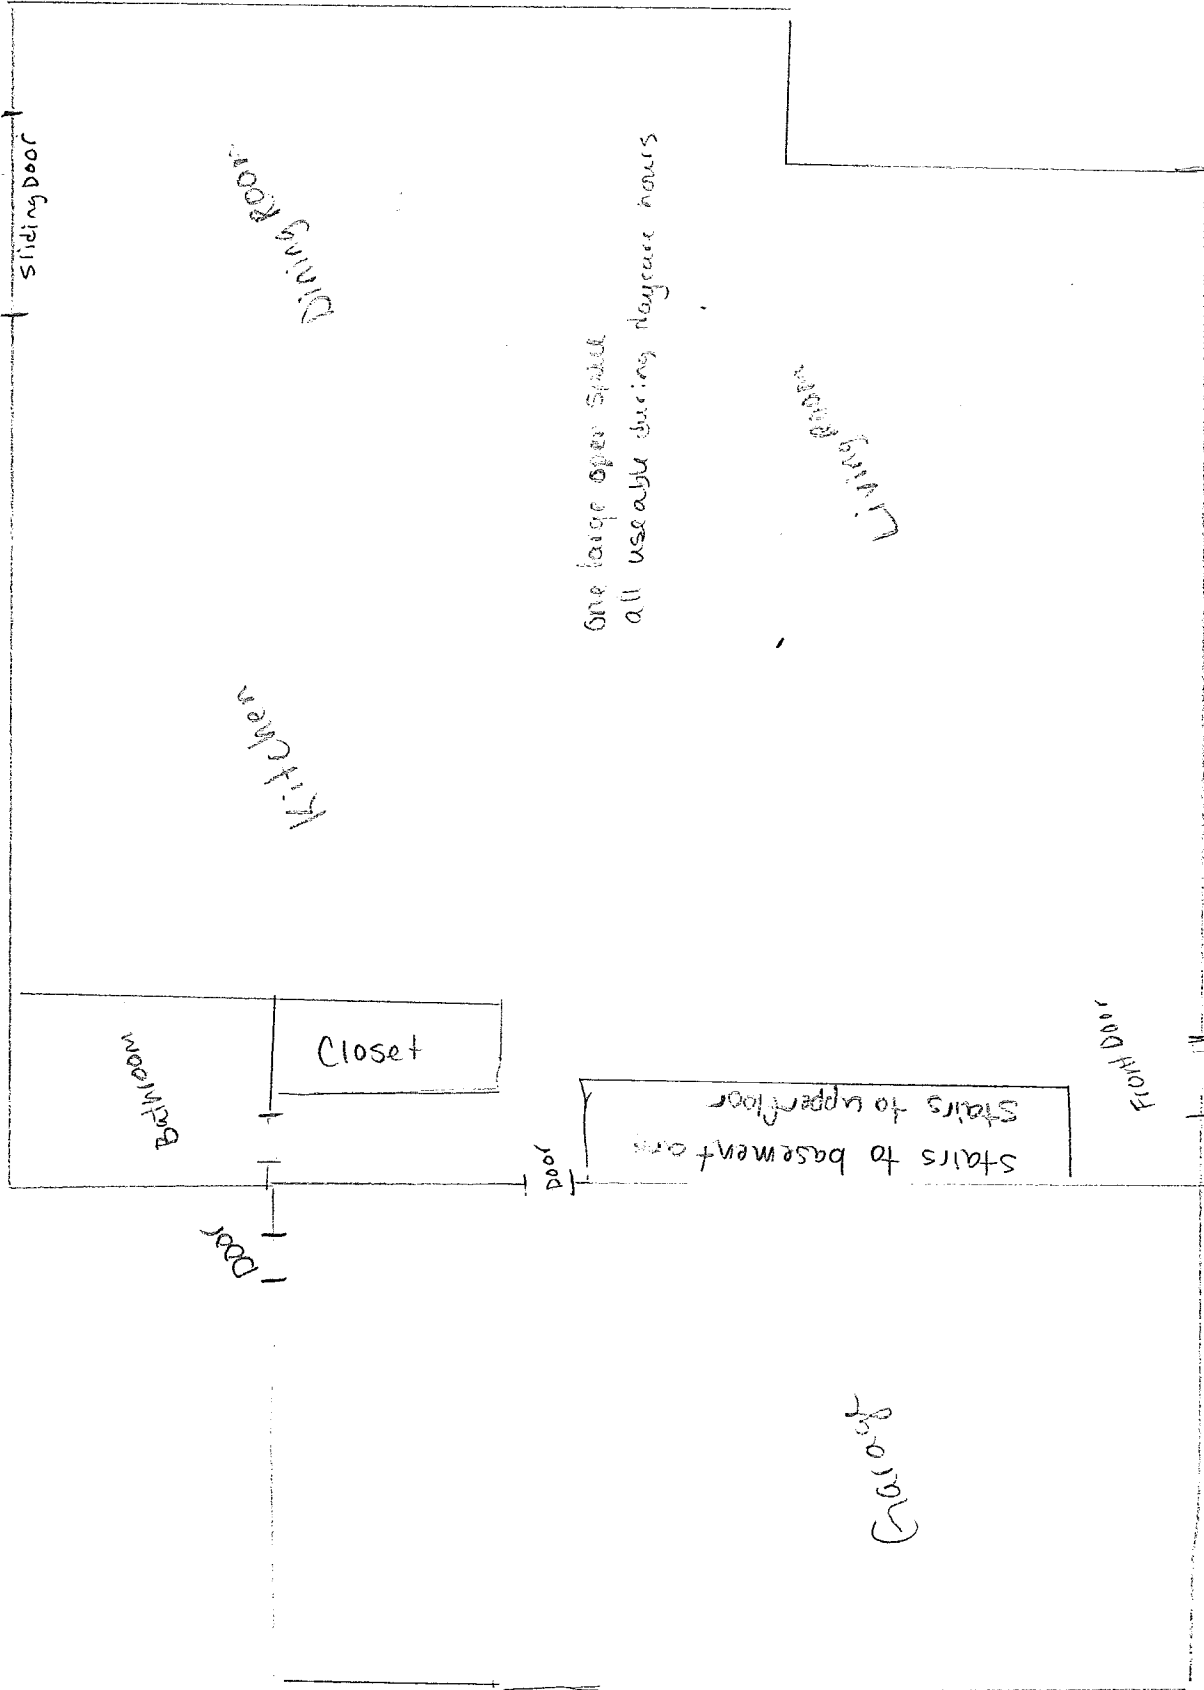 Sliding Door
Dining Room
Kitchen
One large open space
all useable during daycare hours
Living Room
Bathroom
Closet
Door
Door
Stairs to upper floor
Stairs to basement
Front Door
Garage